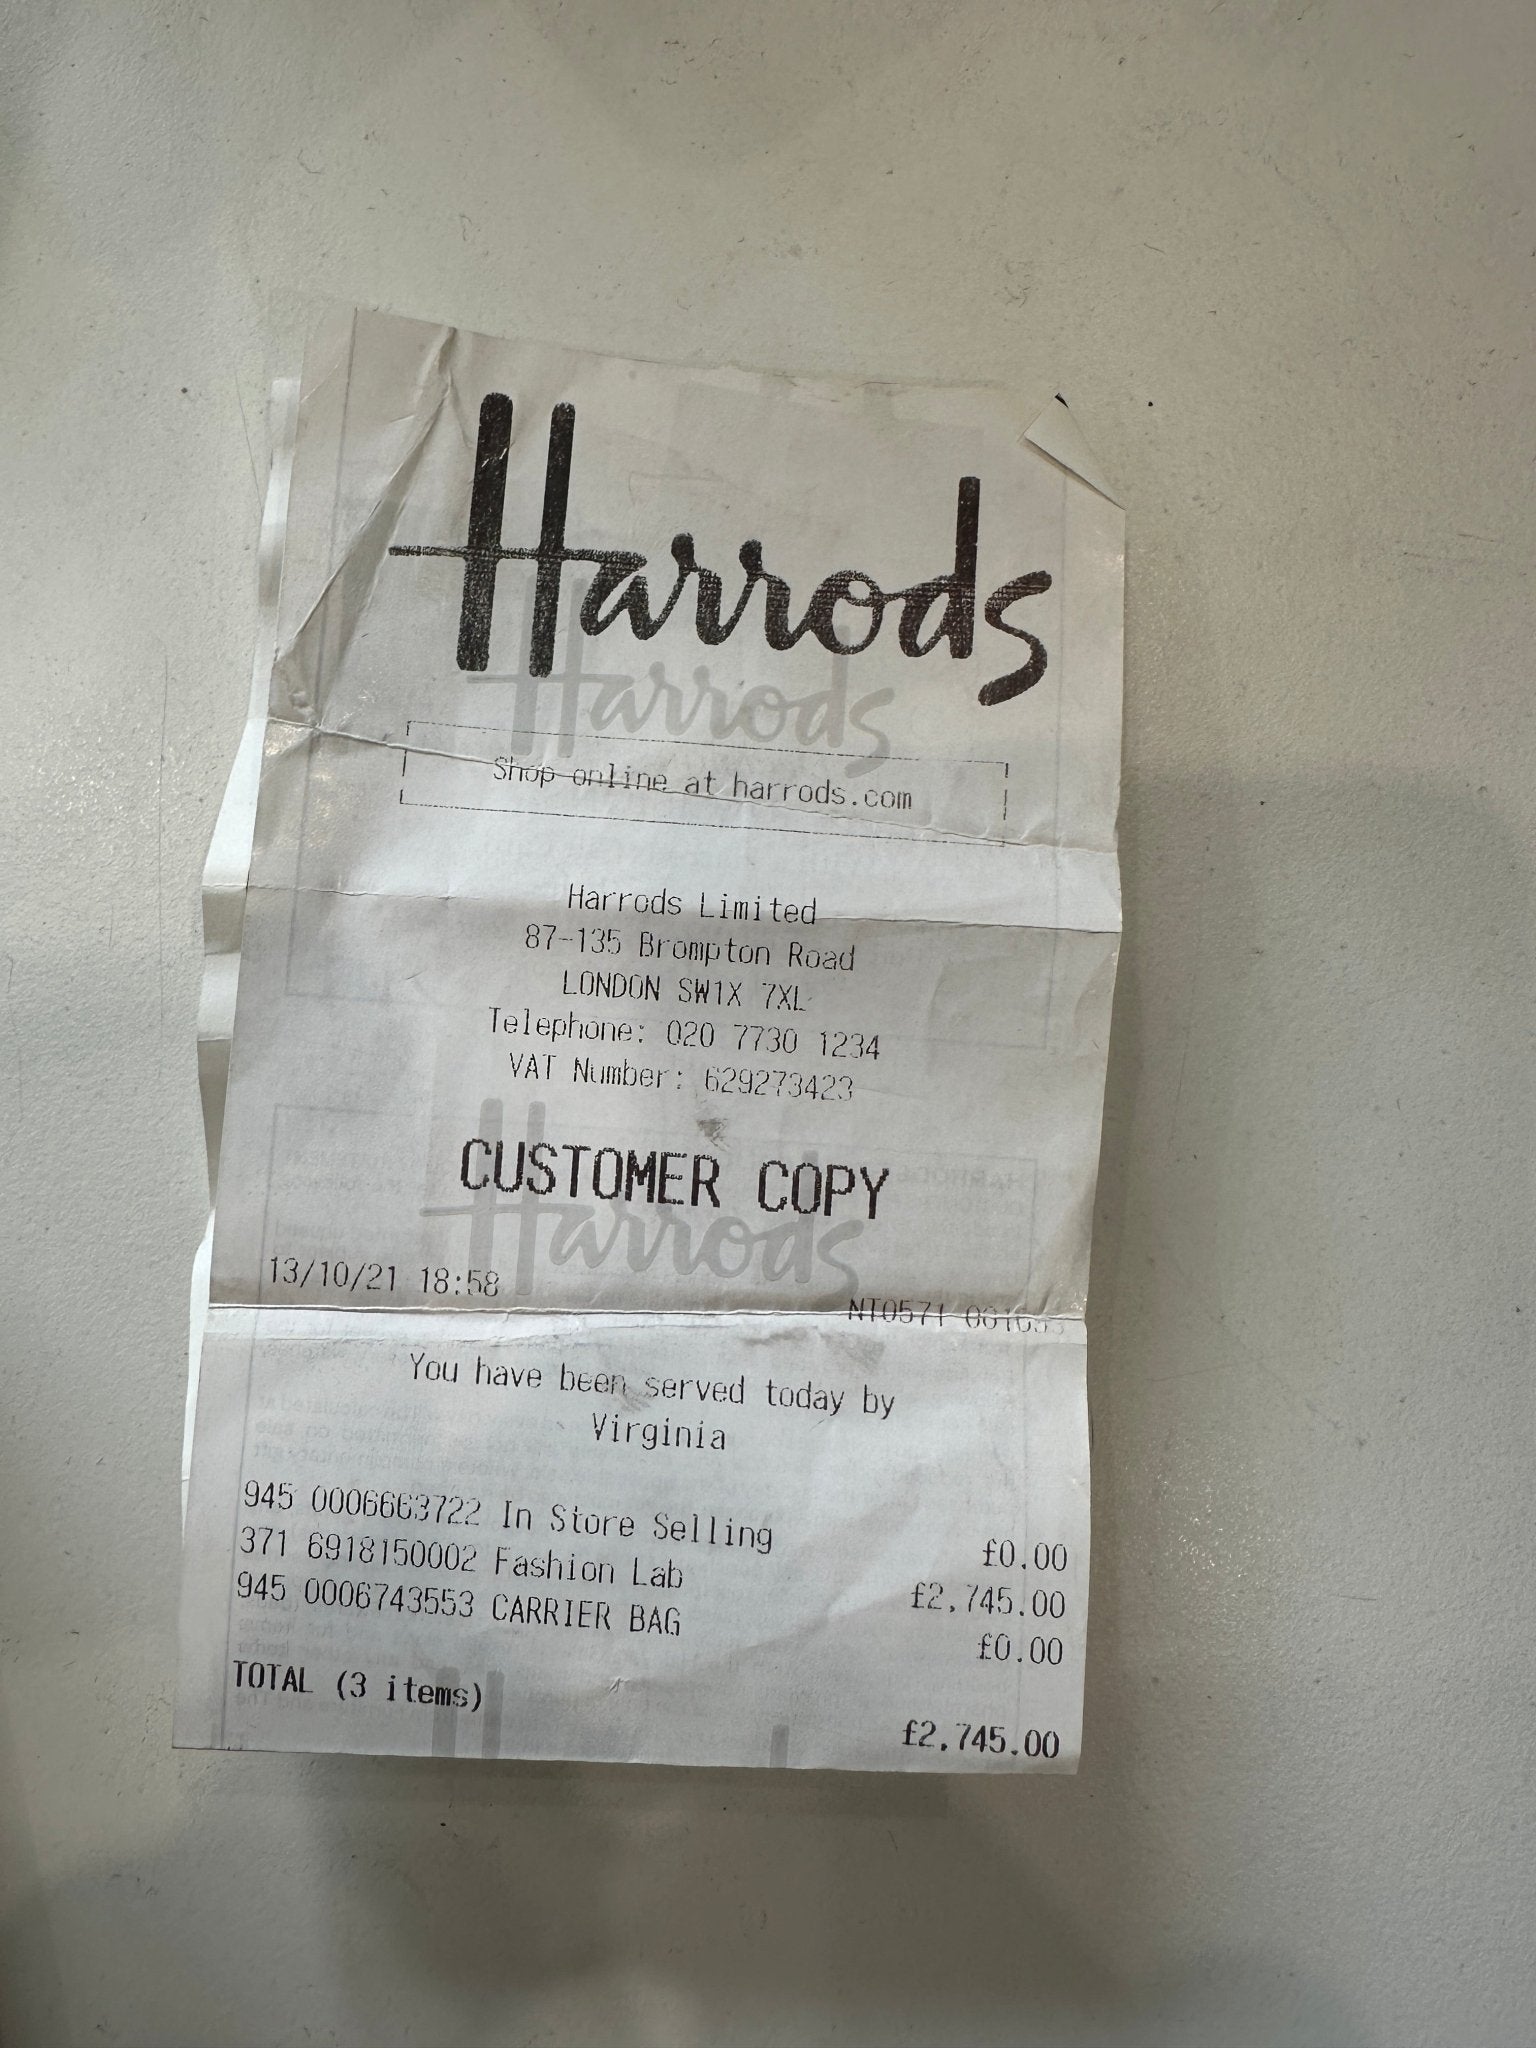 Harrods
Harrods
Shop online at harrods.com
Harrods Limited
87-135 Brompton Road
LONDON SW1X 7XL
Telephone: 020 7730 1234
VAT Number: 629273423
CUSTOMER COPY
Harrods
13/10/21 18:58
NT0571
You have been served today by
Virginia
945 0006663722 In Store Selling £0.00
371 6918150002 Fashion Lab £2,745.00
945 0006743553 CARRIER BAG £0.00
TOTAL (3 items) £2,745.00